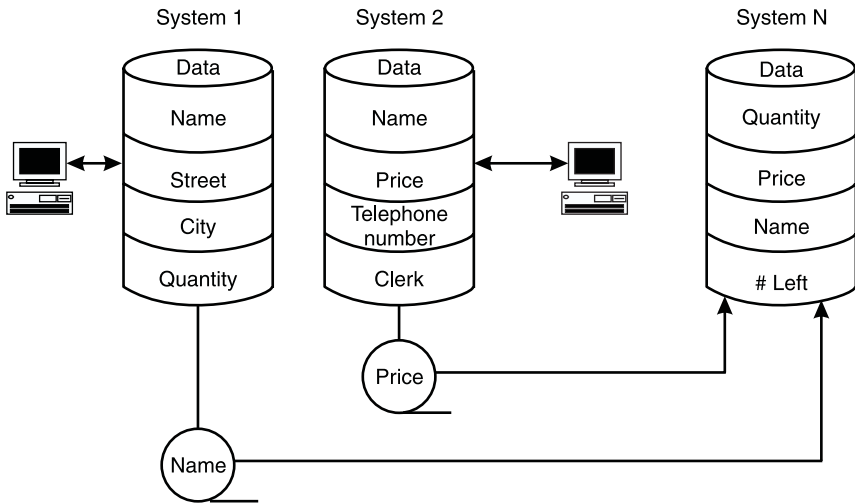 System 1
System 2
System N
Data
Name
Street
City
Quantity
Data
Name
Price
Telephone
number
Clerk
Data
Quantity
Price
Name
# Left
Price
Name